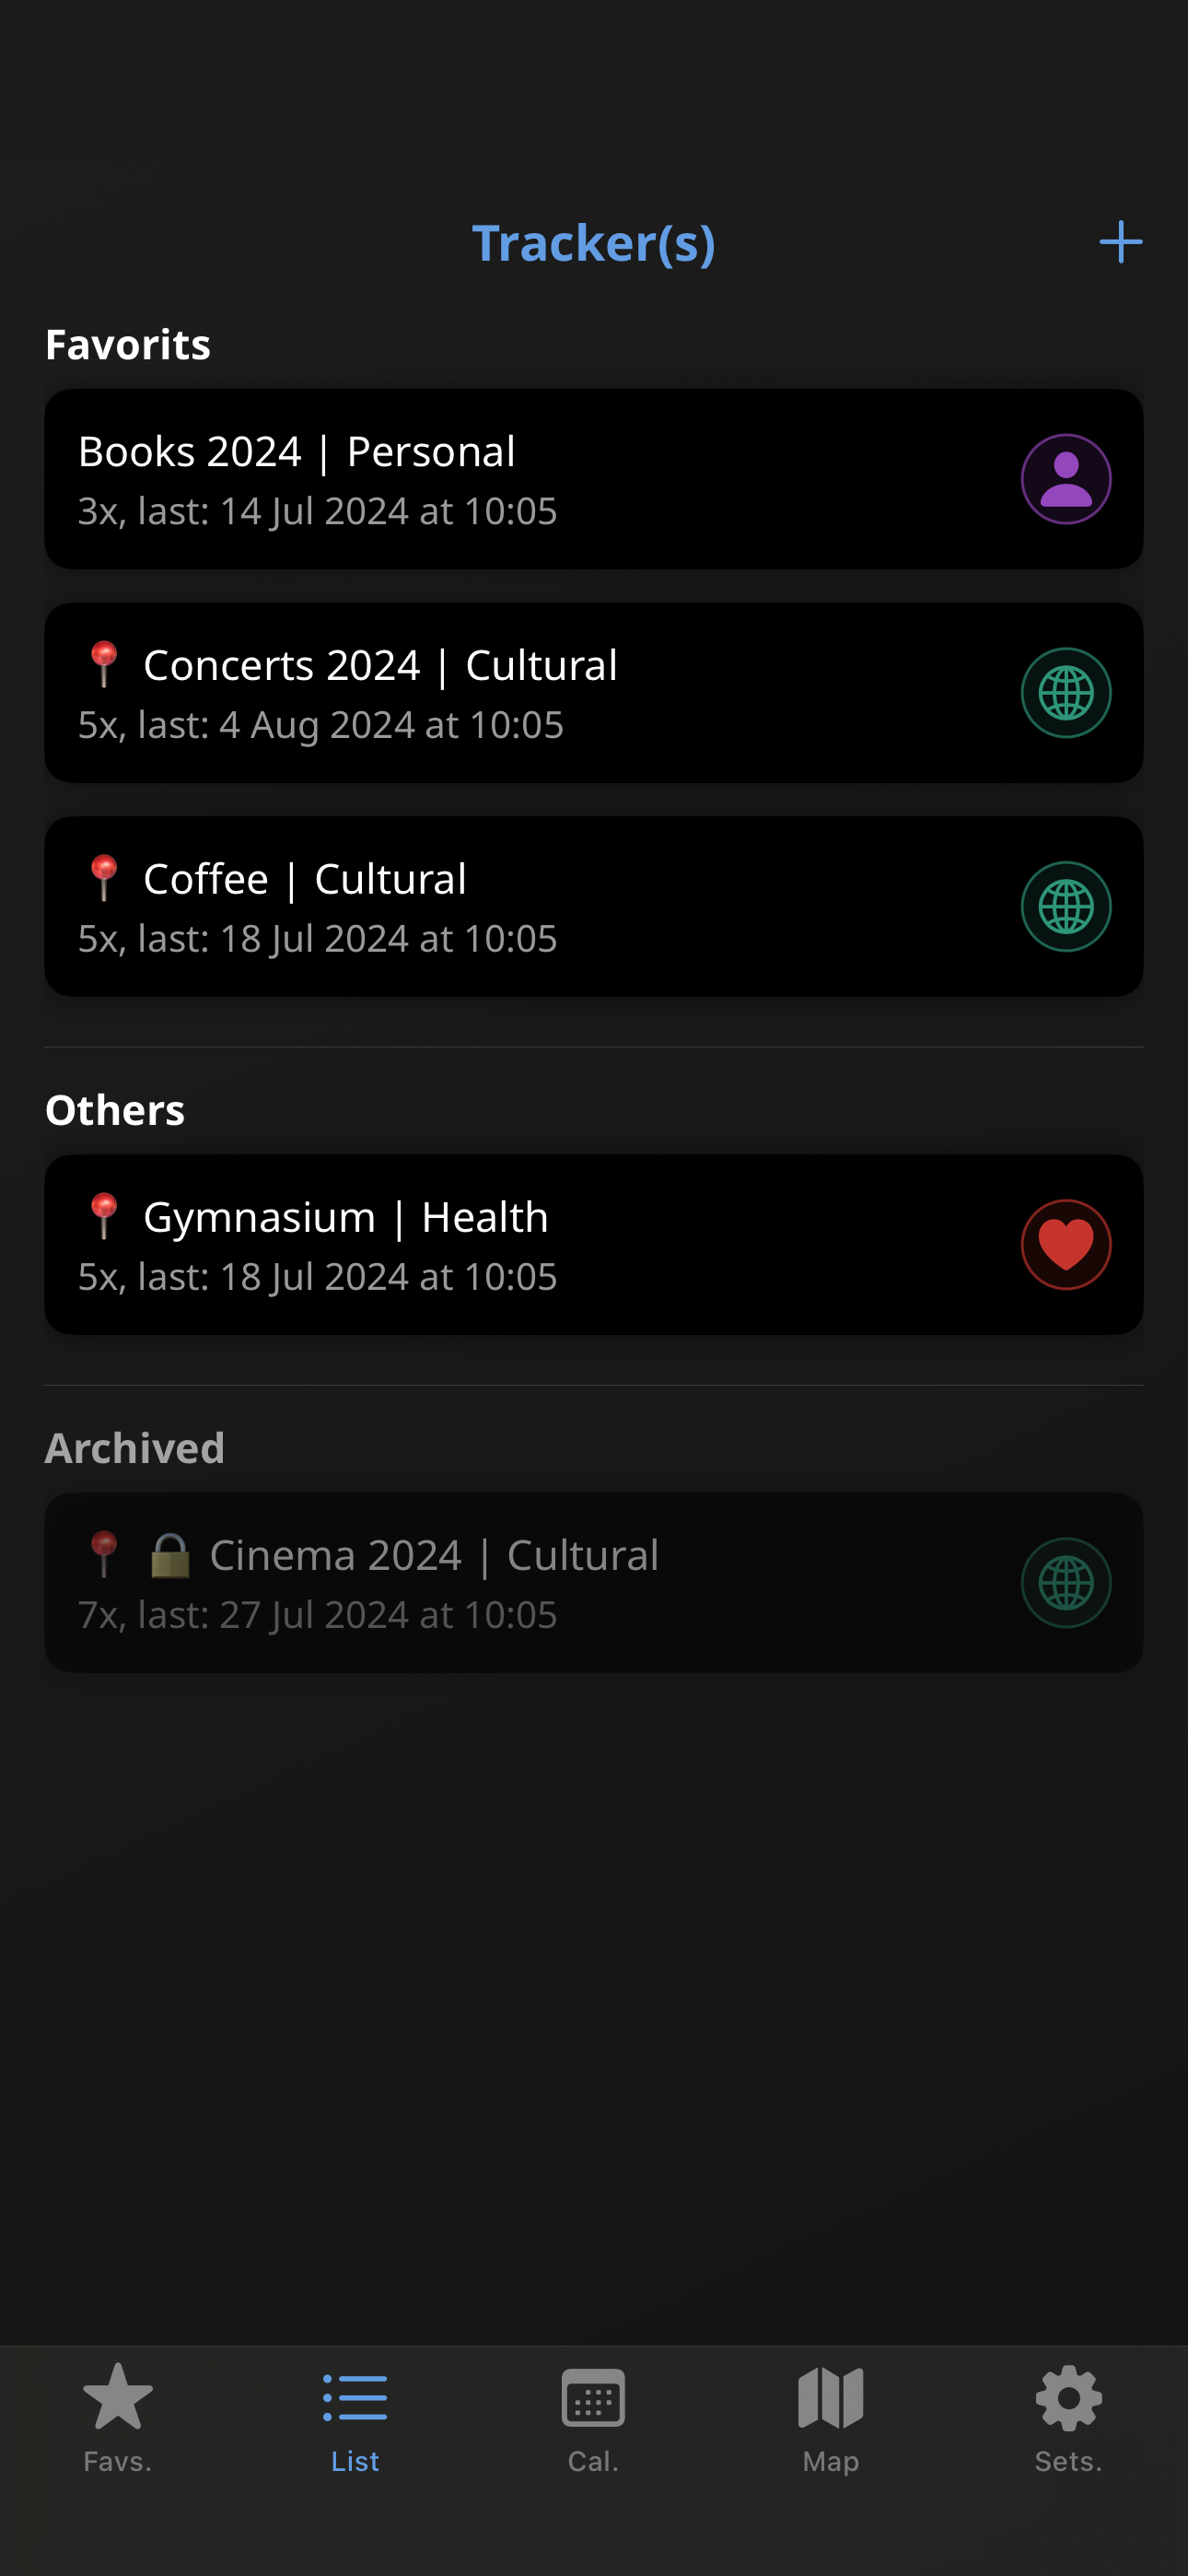 Tracker(s)
Favorits
Books 2024 | Personal
3x, last: 14 Jul 2024 at 10:05
📍 Concerts 2024 | Cultural
5x, last: 4 Aug 2024 at 10:05
📍 Coffee | Cultural
5x, last: 18 Jul 2024 at 10:05
Others
📍 Gymnasium | Health
5x, last: 18 Jul 2024 at 10:05
Archived
📍 🔒 Cinema 2024 | Cultural
7x, last: 27 Jul 2024 at 10:05
Favs.
List
Cal.
Map
Sets.